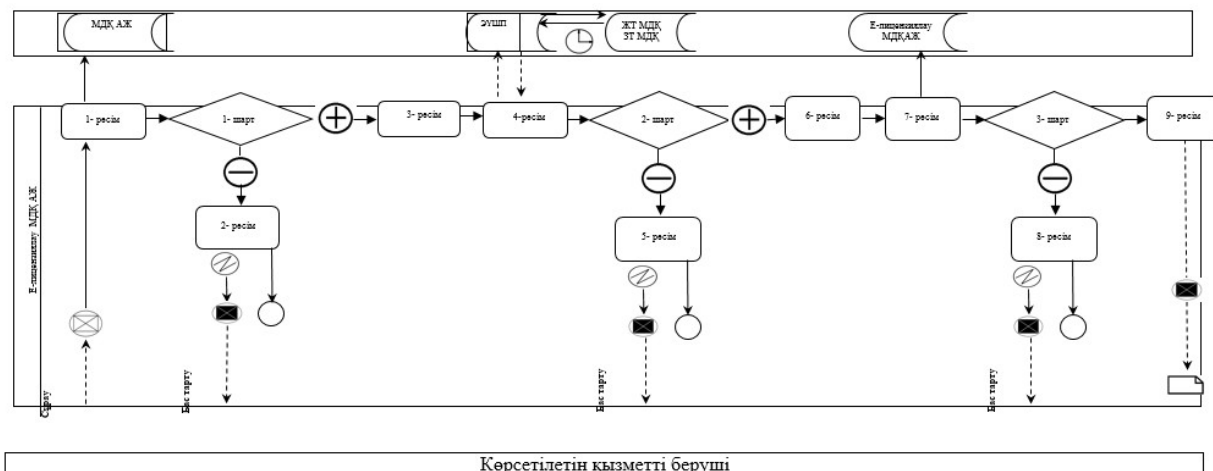 МДҚ АЖ
ЭҮШП
ЖТ МДҚ
ЗТ МДҚ
Е-лицензиялау
МДҚАЖ
1- рәсім
1- шарт
3- рәсім
4-рәсім
2- шарт
6- рәсім
7- рәсім
3- шарт
9- рәсім
2- рәсім
5- рәсім
8- рәсім
Е-лицензиялау МДҚ АЖ
Сұрау
Бас тарту
Бас тарту
Бас тарту
Көрсетілетін қызметті беруші